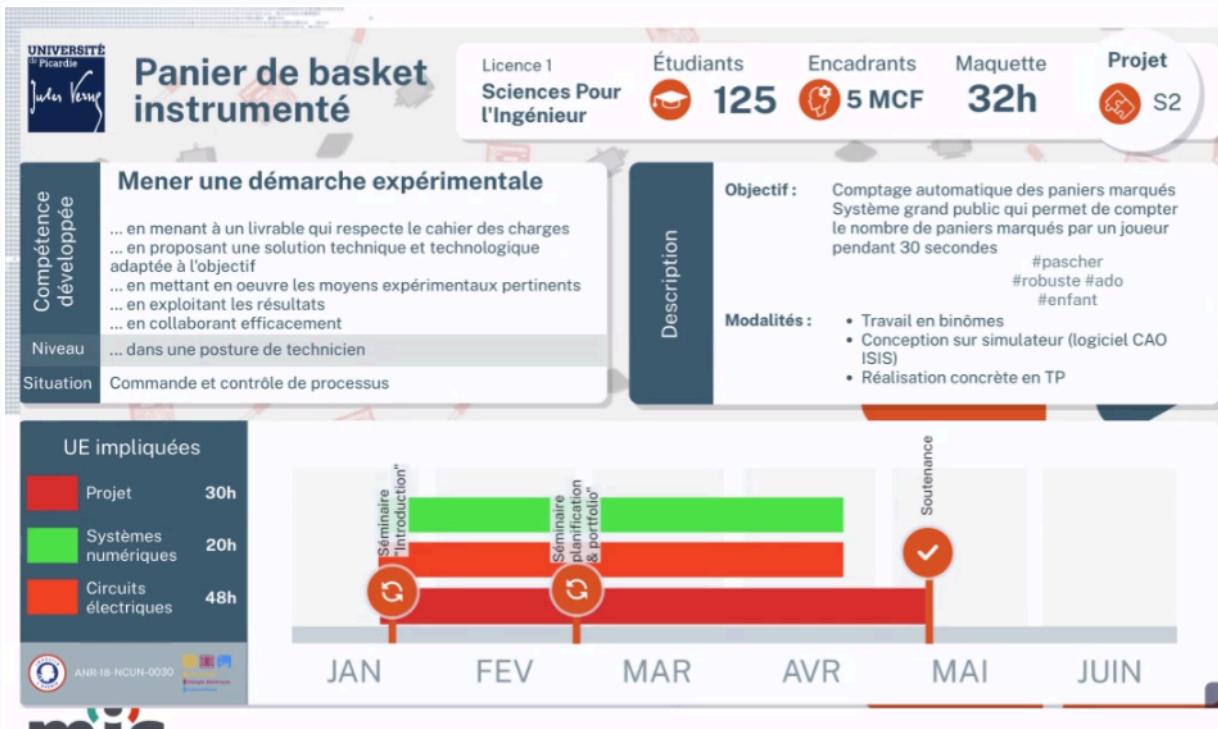 UNIVERSITÉ
de Picardie
Jules Verne
Panier de basket
instrumenté
Licence 1
Sciences Pour
l'Ingénieur
Étudiants
125
Encadrants
5 MCF
Maquette
32h
Projet
S2
Compétence
développée
Mener une démarche expérimentale
... en menant à un livrable qui respecte le cahier des charges
... en proposant une solution technique et technologique
adaptée à l'objectif
... en mettant en oeuvre les moyens expérimentaux pertinents
... en exploitant les résultats
... en collaborant efficacement
Niveau
... dans une posture de technicien
Situation
Commande et contrôle de processus
Description
Objectif :
Comptage automatique des paniers marqués
Système grand public qui permet de compter
le nombre de paniers marqués par un joueur
pendant 30 secondes
#pascher
#robuste #ado
#enfant
Modalités :
• Travail en binômes
• Conception sur simulateur (logiciel CAO
ISIS)
• Réalisation concrète en TP
UE impliquées
Projet 30h
Systèmes
numériques 20h
Circuits
électriques 48h
ANR-18-NCUN-0030
Séminaire
"Introduction"
Séminaire
planification
& portfolio"
Soutenance
JAN FEV MAR AVR MAI JUIN
mis